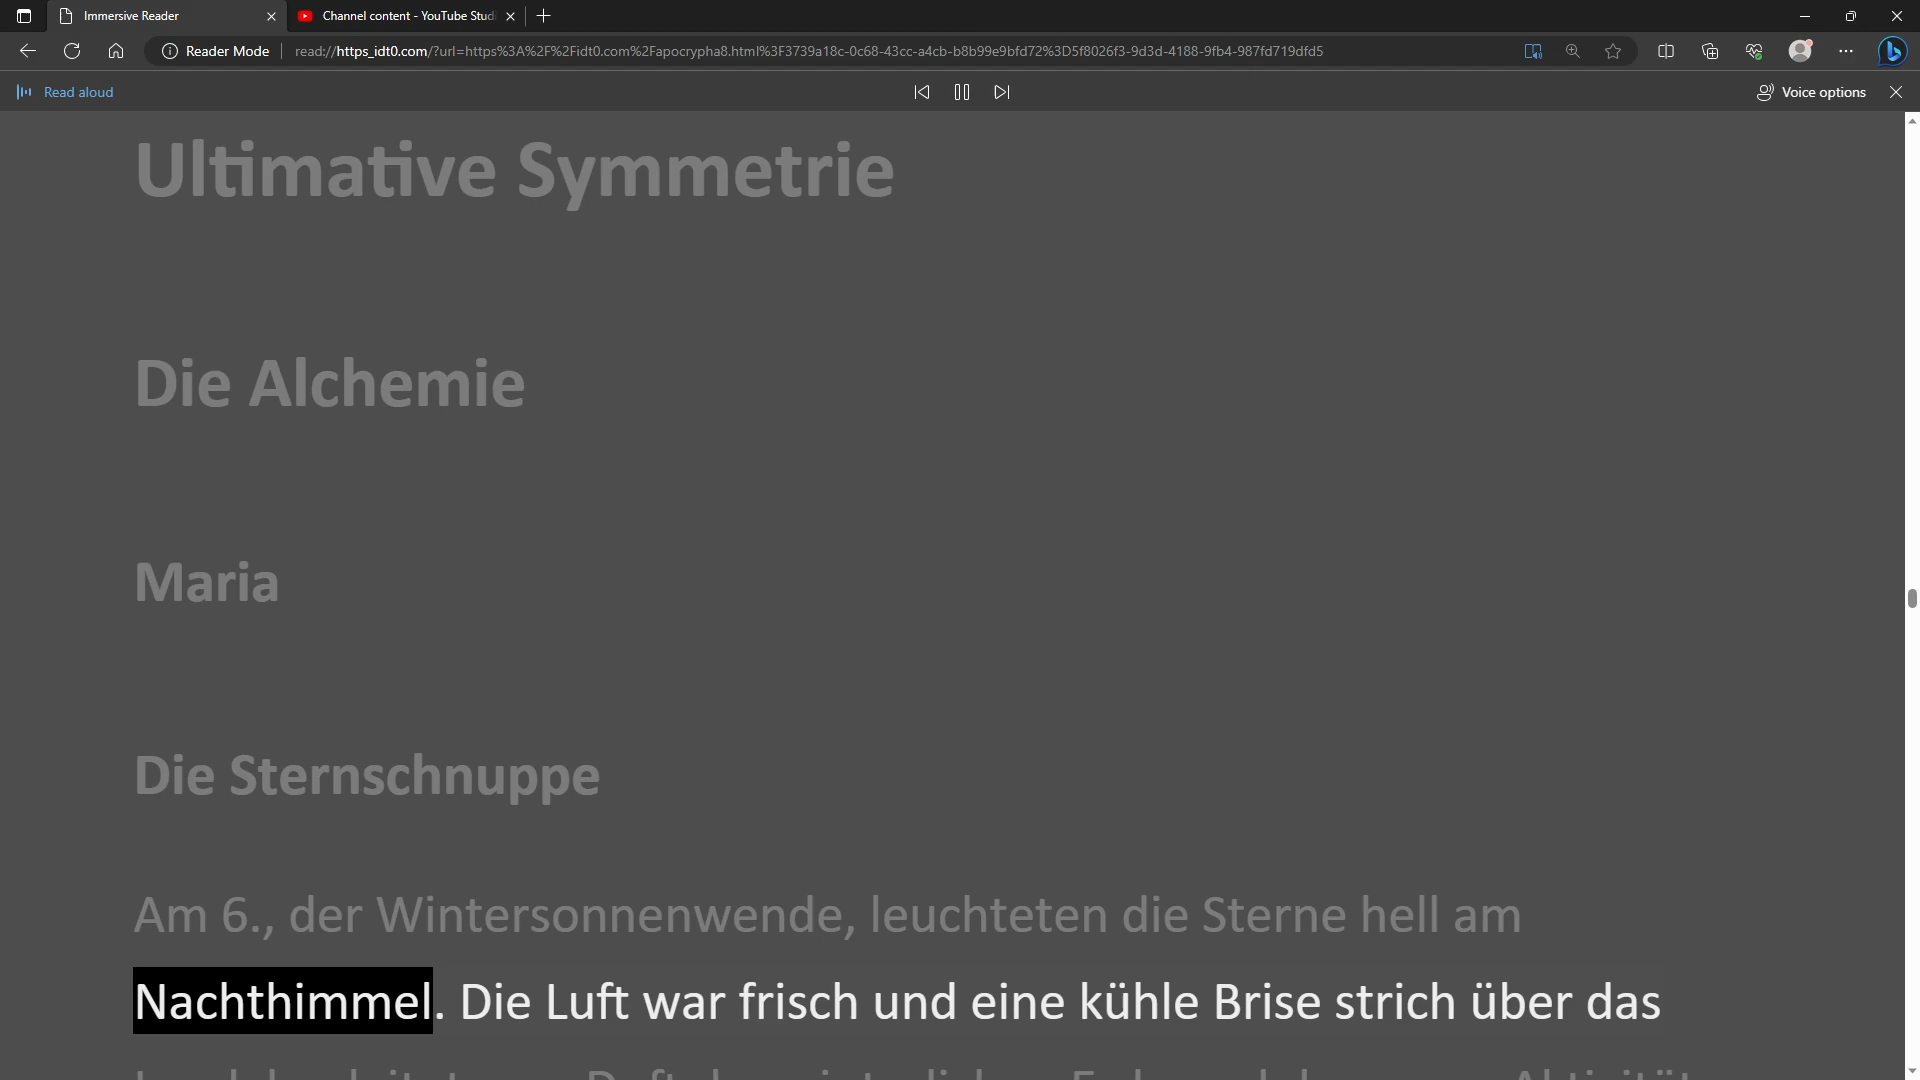 Immersive Reader
Channel content - YouTube Studi
Reader Mode
read://https_idt0.com/?url=https%3A%2F%2Fidt0.com%2Fapocrypha8.html%3F3739a18c-0c68-43cc-a4cb-b8b99e9bfd72%3D5f8026f3-9d3d-4188-9fb4-987fd719dfd5
Read aloud
Voice options
Ultimative Symmetrie
Die Alchemie
Maria
Die Sternschnuppe
Am 6., der Wintersonnenwende, leuchteten die Sterne hell am
Nachthimmel. Die Luft war frisch und eine kühle Brise strich über das